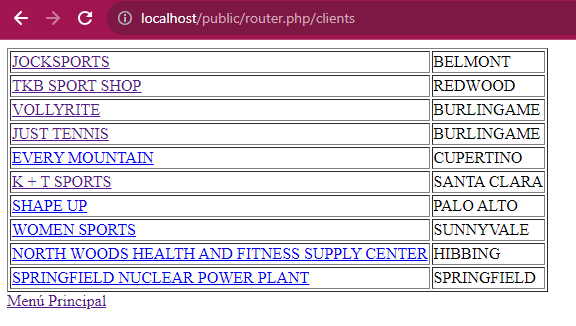 localhost/public/router.php/clients
JOCKSPORTS BELMONT
TKB SPORT SHOP REDWOOD
VOLLYRITE BURLINGAME
JUST TENNIS BURLINGAME
EVERY MOUNTAIN CUPERTINO
K + T SPORTS SANTA CLARA
SHAPE UP PALO ALTO
WOMEN SPORTS SUNNYVALE
NORTH WOODS HEALTH AND FITNESS SUPPLY CENTER HIBBING
SPRINGFIELD NUCLEAR POWER PLANT SPRINGFIELD
Menú Principal